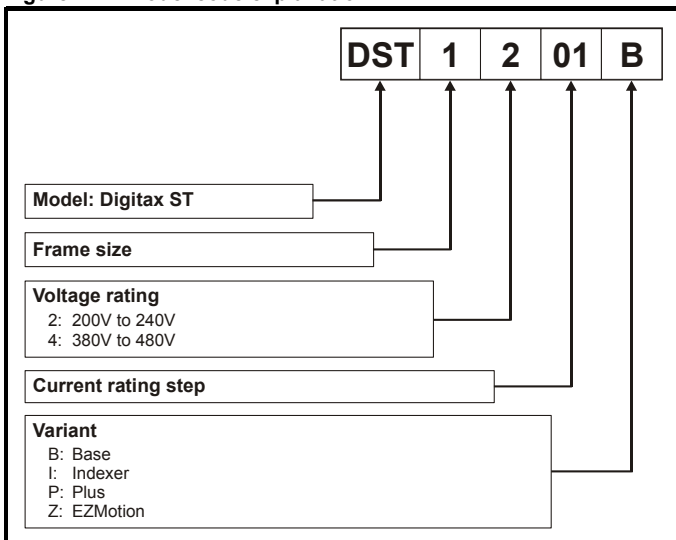 DST 1 2 01 B
Model: Digitax ST
Frame size
Voltage rating
2: 200V to 240V
4: 380V to 480V
Current rating step
Variant
B: Base
I: Indexer
P: Plus
Z: EZMotion